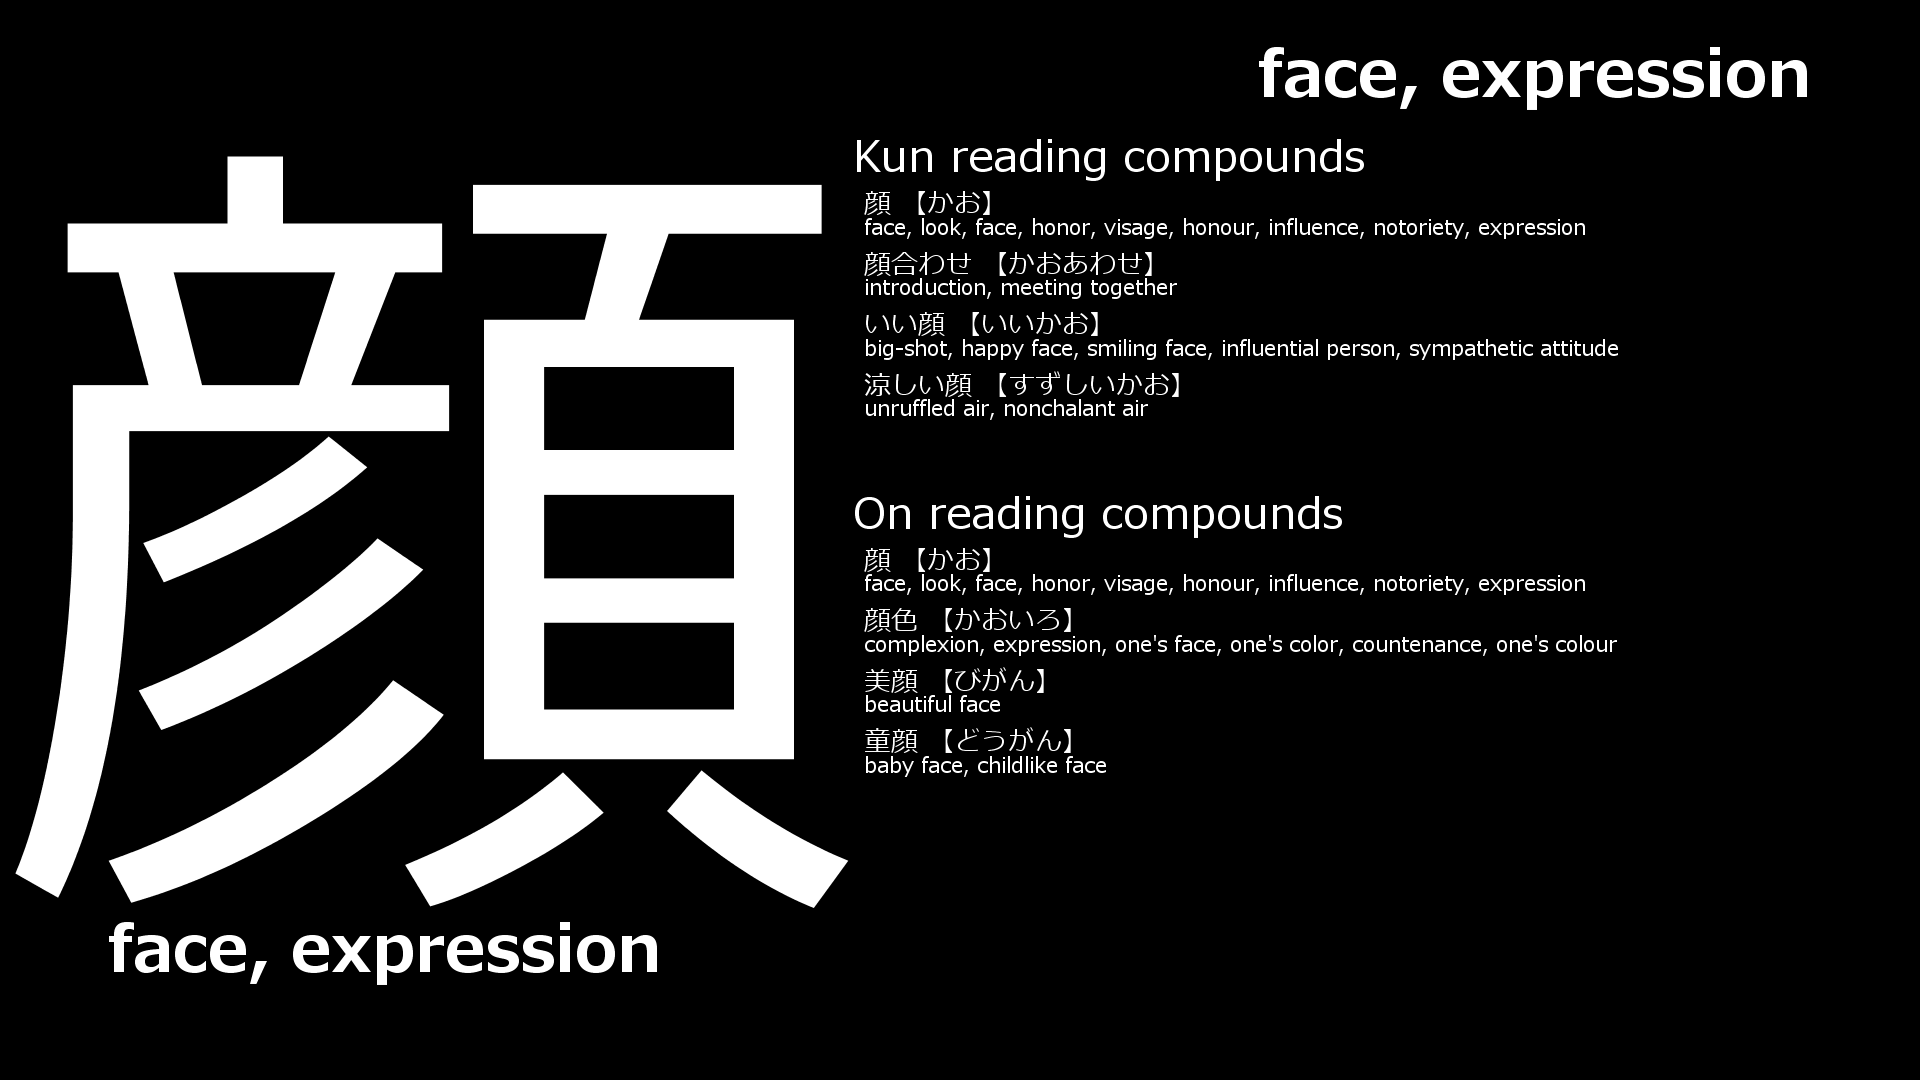 face, expression
顔
Kun reading compounds
顔 【かお】
face, look, face, honor, visage, honour, influence, notoriety, expression
顔合わせ 【かおあわせ】
introduction, meeting together
いい顔 【いいかお】
big-shot, happy face, smiling face, influential person, sympathetic attitude
涼しい顔 【すずしいかお】
unruffled air, nonchalant air
On reading compounds
顔 【かお】
face, look, face, honor, visage, honour, influence, notoriety, expression
顔色 【かおいろ】
complexion, expression, one's face, one's color, countenance, one's colour
美顔 【びがん】
beautiful face
童顔 【どうがん】
baby face, childlike face
face, expression